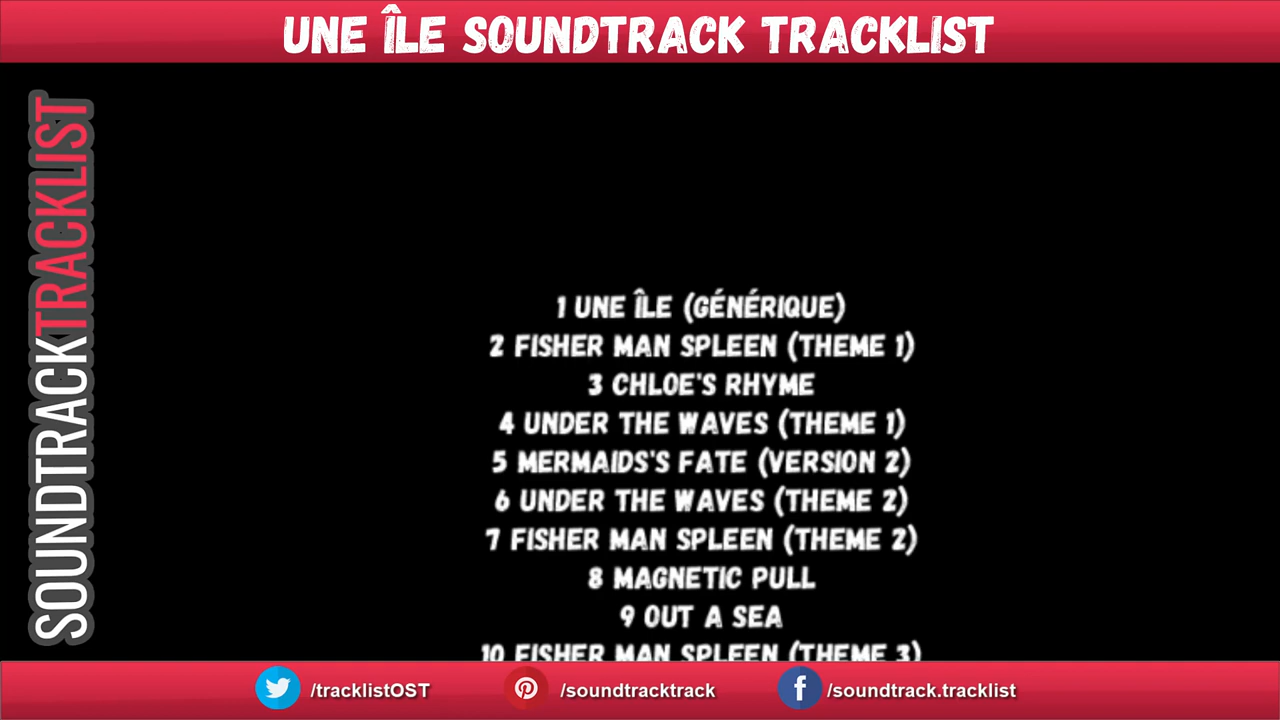 UNE ÎLE SOUNDTRACK TRACKLIST
SOUNDTRACKTRACKLIST
1 UNE ÎLE (GÉNÉRIQUE)
2 FISHER MAN SPLEEN (THEME 1)
3 CHLOE'S RHYME
4 UNDER THE WAVES (THEME 1)
5 MERMAIDS'S FATE (VERSION 2)
6 UNDER THE WAVES (THEME 2)
7 FISHER MAN SPLEEN (THEME 2)
8 MAGNETIC PULL
9 OUT A SEA
10 FISHER MAN SPLEEN (THEME 3)
/tracklistOST
/soundtracktrack
/soundtrack.tracklist